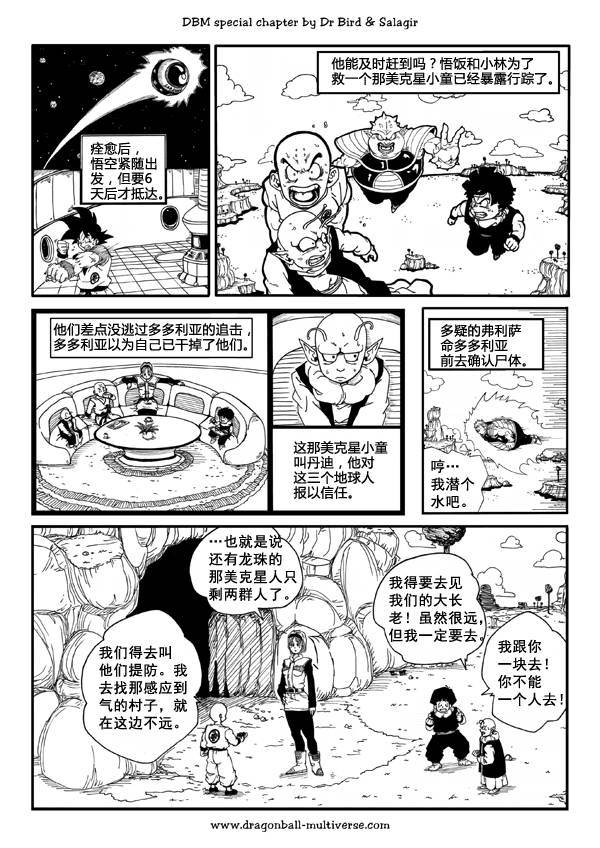 DBM special chapter by Dr Bird & Salagir
痊愈后，
悟空紧随出
发，但要6
天后才抵达。
他能及时赶到吗？悟饭和小林为了
救一个那美克星小童已经暴露行踪了。
他们差点没逃过多多利亚的追击，
多多利亚以为自己已干掉了他们。
这那美克星小童
叫丹迪，他对
这三个地球人
报以信任。
多疑的弗利萨
命多多利亚
前去确认尸体。
哼…
我潜个
水吧。
…也就是说
还有龙珠的
那美克星人只
剩两群人了。
我们得去叫
他们提防。我
去找那感应到
气的村子，就
在这边不远。
我得要去见
我们的大长
老！虽然很远，
但我一定要去。
我跟你
一块去！
你不能
一个人去！
www.dragonball-multiverse.com